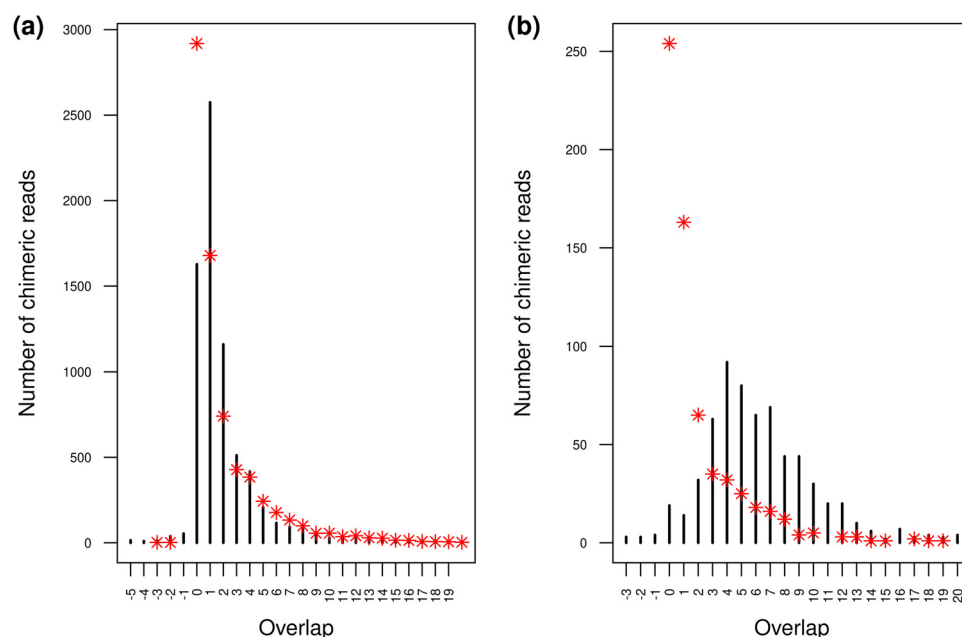 (a)
Number of chimeric reads
3000
2500
2000
1500
1000
500
0
-5 -4 -3 -2 -1 0 1 2 3 4 5 6 7 8 9 10 11 12 13 14 15 16 17 18 19
Overlap
(b)
Number of chimeric reads
250
200
150
100
50
0
-3 -2 -1 0 1 2 3 4 5 6 7 8 9 10 11 12 13 14 15 16 17 18 19 20
Overlap